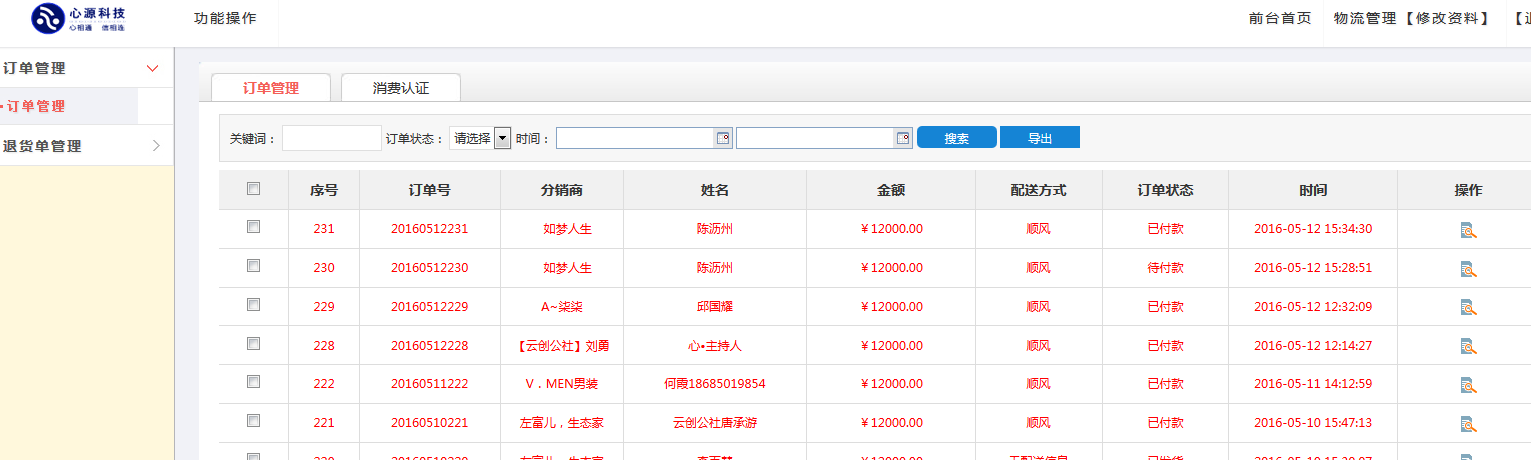 心源科技
心相通 信相连
功能操作
前台首页
物流管理【修改资料】
订单管理
订单管理
退货单管理
订单管理 消费认证
关键词： 订单状态： 请选择 时间： 搜索 导出
序号 订单号 分销商 姓名 金额 配送方式 订单状态 时间 操作
231 20160512231 如梦人生 陈沥州 ￥12000.00 顺风 已付款 2016-05-12 15:34:30
230 20160512230 如梦人生 陈沥州 ￥12000.00 顺风 待付款 2016-05-12 15:28:51
229 20160512229 A~柒柒 邱国耀 ￥12000.00 顺风 已付款 2016-05-12 12:32:09
228 20160512228 【云创公社】刘勇 心•主持人 ￥12000.00 顺风 已付款 2016-05-12 12:14:27
222 20160511222 V．MEN男装 何霞18685019854 ￥12000.00 顺风 已付款 2016-05-11 14:12:59
221 20160510221 左富儿，生态家 云创公社唐承游 ￥12000.00 顺风 已付款 2016-05-10 15:47:13